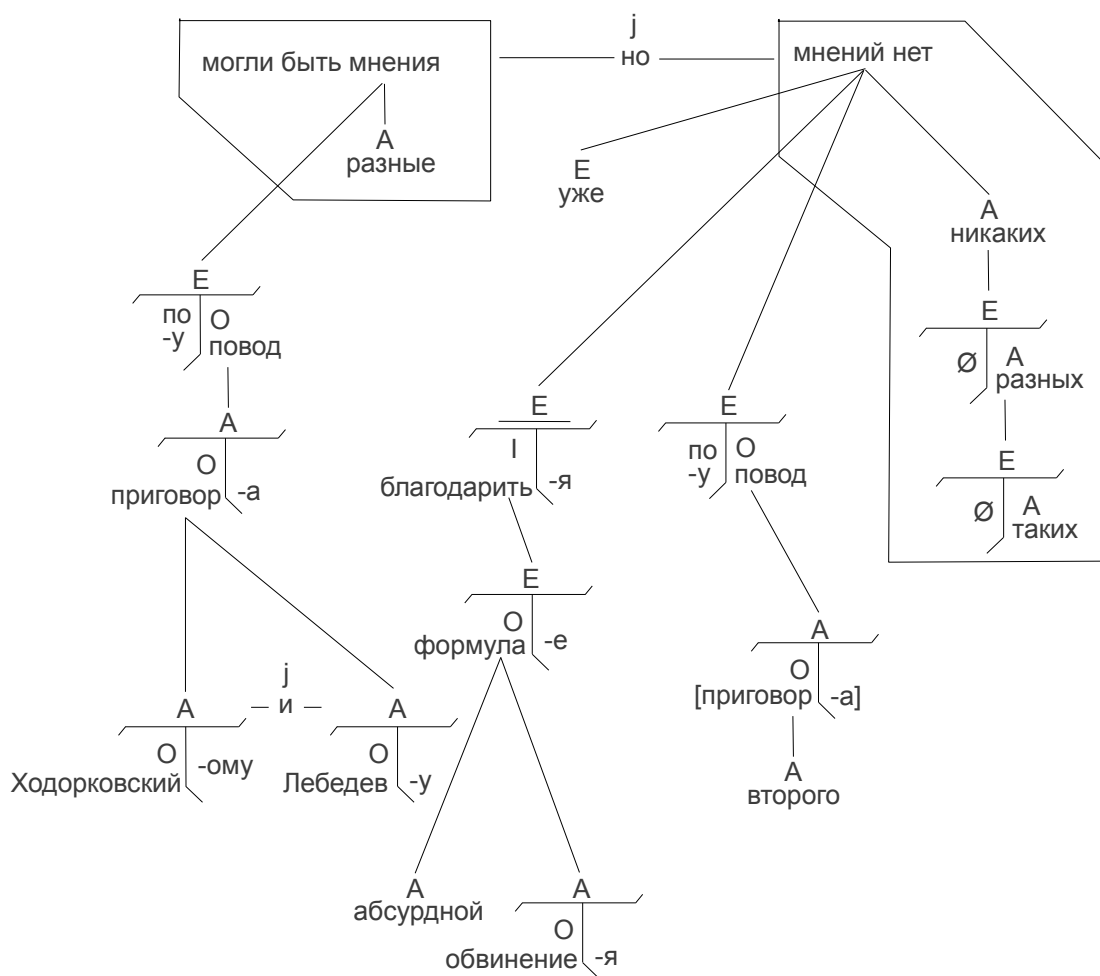 j
могли быть мнения
но
мнений нет
А
разные
Е
уже
А
никаких
Е
по
-у
О
повод
Е
Ø
А
разных
А
О
приговор
-а
Е
I
благодарить
-я
Е
по
-у
О
повод
Е
Ø
А
таких
Е
О
формула
-е
А
О
[приговор
-а]
j
и
А
О
Ходорковский
-ому
А
О
Лебедев
-у
А
второго
А
абсурдной
А
О
обвинение
-я